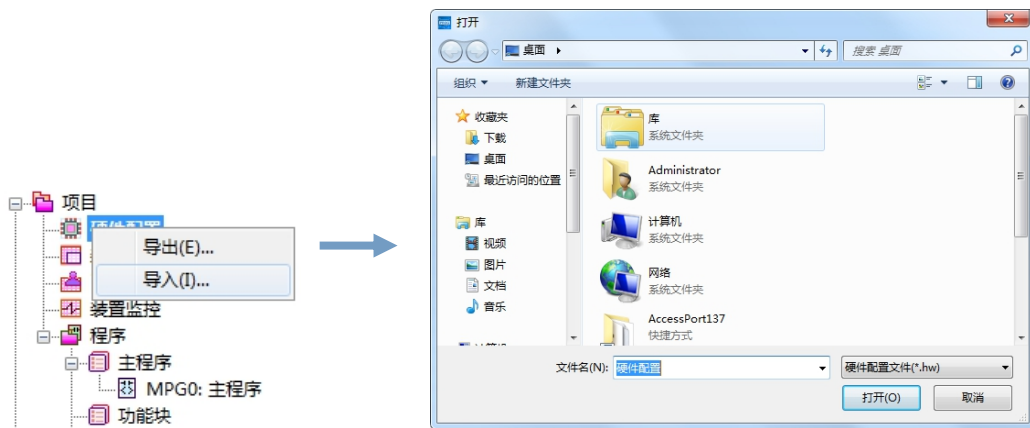 项目
硬件配置
导出(E)...
导入(I)...
装置监控
程序
主程序
MPG0: 主程序
功能块
打开
桌面
搜索 桌面
组织
新建文件夹
收藏夹
下载
桌面
最近访问的位置
库
视频
图片
文档
音乐
库
系统文件夹
Administrator
系统文件夹
计算机
系统文件夹
网络
系统文件夹
AccessPort137
快捷方式
文件名(N):
硬件配置
硬件配置文件(*.hw)
打开(O)
取消